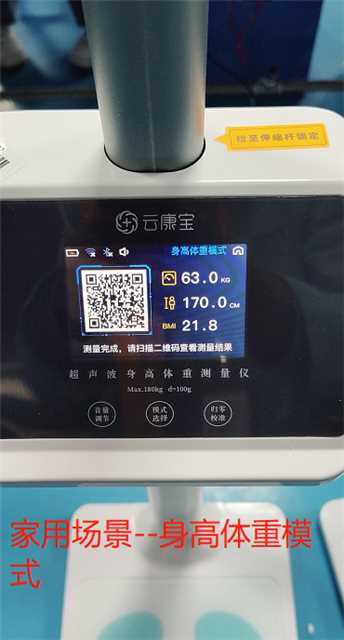 拉至伸缩杆锁定
云康宝
身高体重模式
63.0 KG
170.0 CM
BMI 21.8
测量完成，请扫描二维码查看测量结果
超声波身高体重测量仪
Max.180kg d=100g
音量调节
模式选择
归零校准
家用场景--身高体重模
式